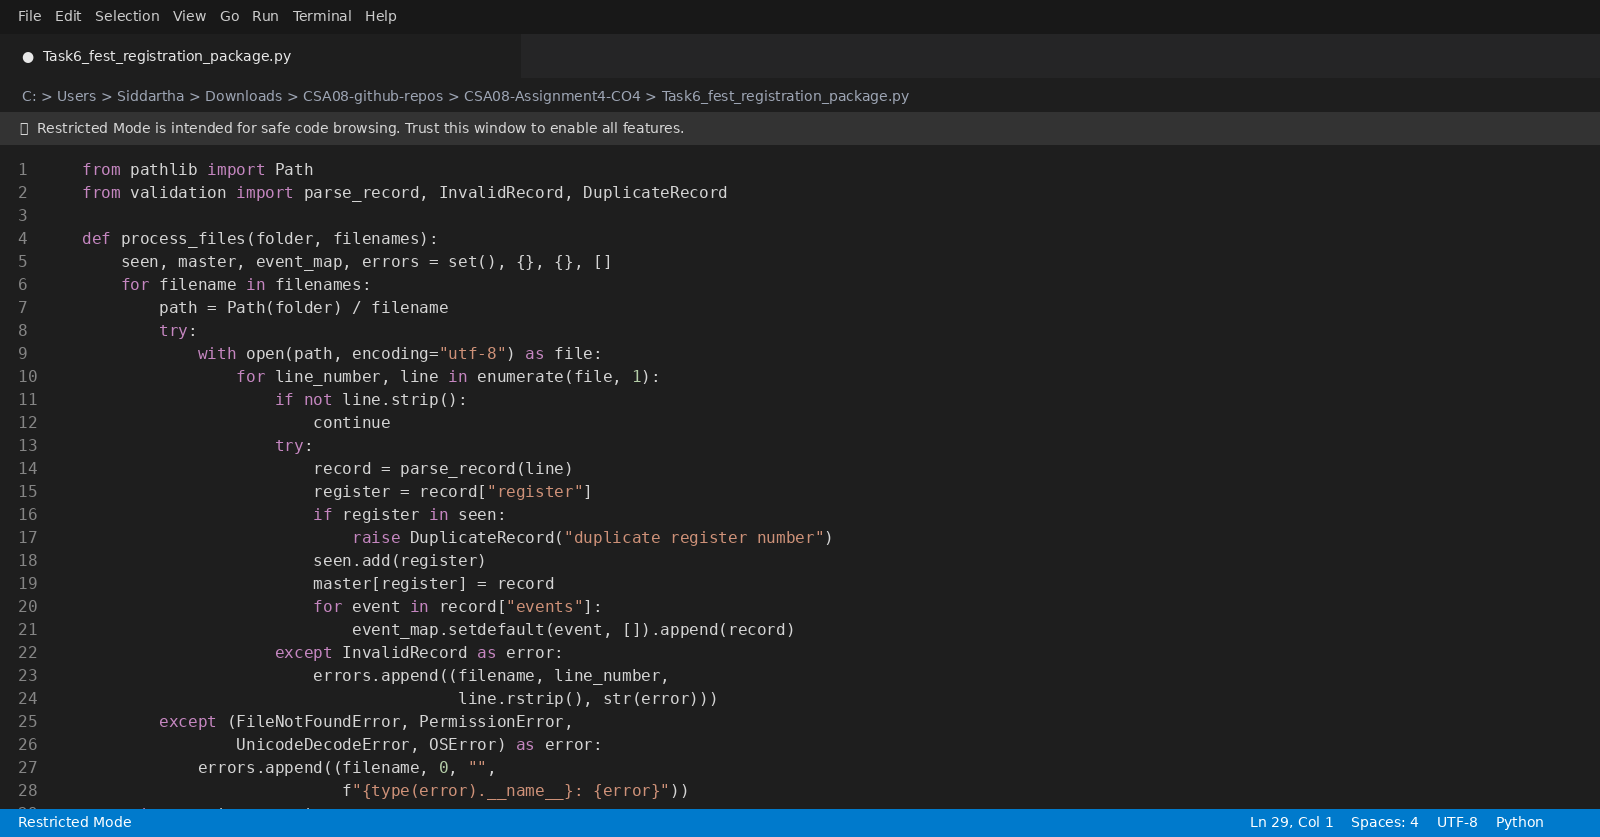 File Edit Selection View Go Run Terminal Help
● Task6_fest_registration_package.py
C: > Users > Siddartha > Downloads > CSA08-github-repos > CSA08-Assignment4-CO4 > Task6_fest_registration_package.py
Restricted Mode is intended for safe code browsing. Trust this window to enable all features.
1 from pathlib import Path
2 from validation import parse_record, InvalidRecord, DuplicateRecord
3
4 def process_files(folder, filenames):
5     seen, master, event_map, errors = set(), {}, {}, []
6     for filename in filenames:
7         path = Path(folder) / filename
8         try:
9             with open(path, encoding="utf-8") as file:
10                 for line_number, line in enumerate(file, 1):
11                     if not line.strip():
12                         continue
13                     try:
14                         record = parse_record(line)
15                         register = record["register"]
16                         if register in seen:
17                             raise DuplicateRecord("duplicate register number")
18                         seen.add(register)
19                         master[register] = record
20                         for event in record["events"]:
21                             event_map.setdefault(event, []).append(record)
22                     except InvalidRecord as error:
23                         errors.append((filename, line_number,
24                                        line.rstrip(), str(error)))
25         except (FileNotFoundError, PermissionError,
26                 UnicodeDecodeError, OSError) as error:
27             errors.append((filename, 0, "",
28                            f"{type(error).__name__}: {error}"))
Restricted Mode Ln 29, Col 1 Spaces: 4 UTF-8 Python